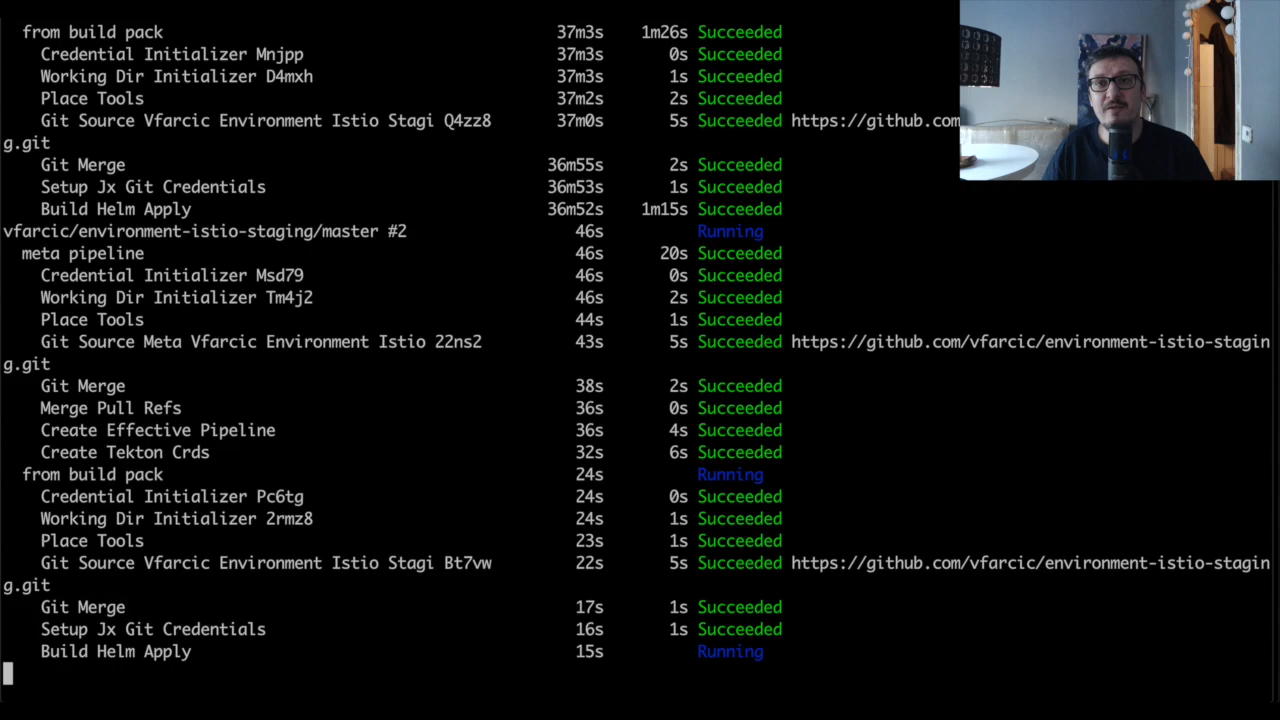 from build pack 37m3s 1m26s Succeeded
Credential Initializer Mnjpp 37m3s 0s Succeeded
Working Dir Initializer D4mxh 37m3s 1s Succeeded
Place Tools 37m2s 2s Succeeded
Git Source Vfarcic Environment Istio Stagi Q4zz8 37m0s 5s Succeeded https://github.com
g.git
Git Merge 36m55s 2s Succeeded
Setup Jx Git Credentials 36m53s 1s Succeeded
Build Helm Apply 36m52s 1m15s Succeeded
vfarcic/environment-istio-staging/master #2 46s Running
meta pipeline 46s 20s Succeeded
Credential Initializer Msd79 46s 0s Succeeded
Working Dir Initializer Tm4j2 46s 2s Succeeded
Place Tools 44s 1s Succeeded
Git Source Meta Vfarcic Environment Istio 22ns2 43s 5s Succeeded https://github.com/vfarcic/environment-istio-stagin
g.git
Git Merge 38s 2s Succeeded
Merge Pull Refs 36s 0s Succeeded
Create Effective Pipeline 36s 4s Succeeded
Create Tekton Crds 32s 6s Succeeded
from build pack 24s Running
Credential Initializer Pc6tg 24s 0s Succeeded
Working Dir Initializer 2rmz8 24s 1s Succeeded
Place Tools 23s 1s Succeeded
Git Source Vfarcic Environment Istio Stagi Bt7vw 22s 5s Succeeded https://github.com/vfarcic/environment-istio-stagin
g.git
Git Merge 17s 1s Succeeded
Setup Jx Git Credentials 16s 1s Succeeded
Build Helm Apply 15s Running